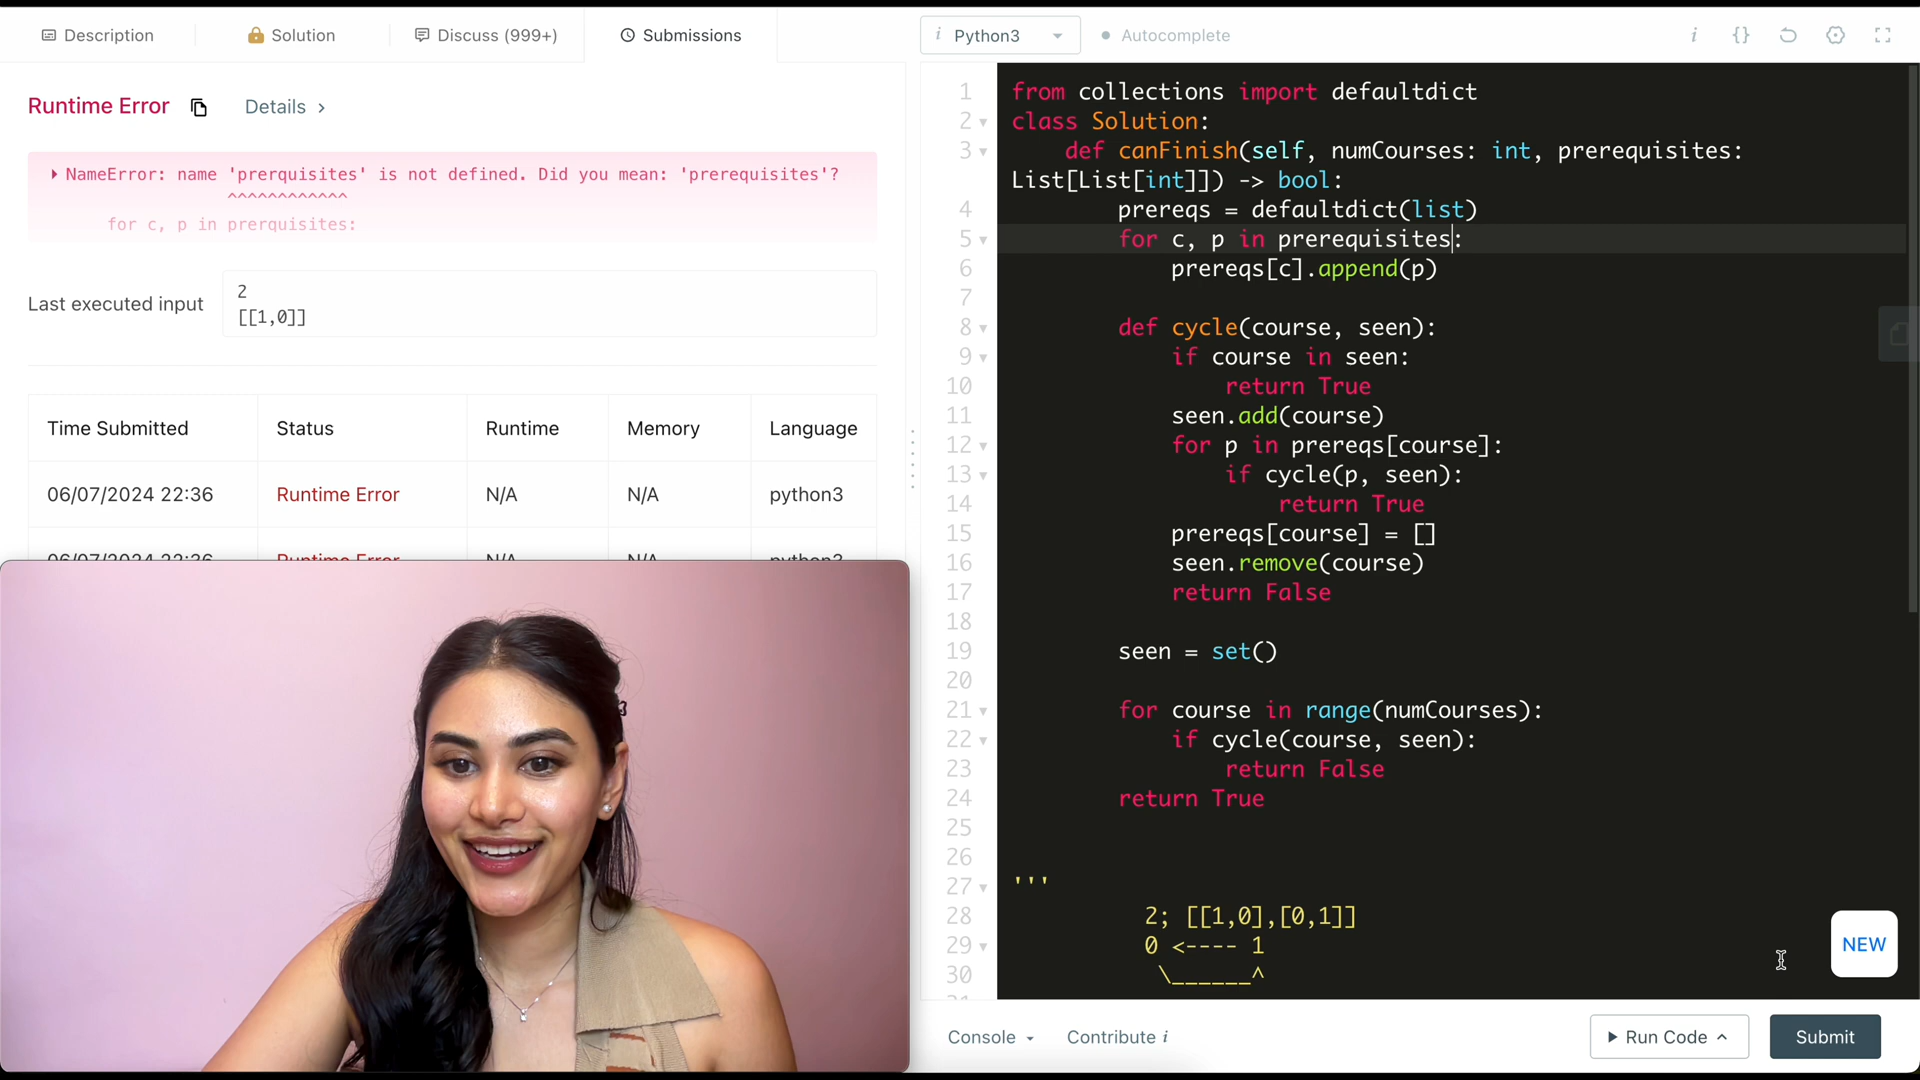 Description
Solution
Discuss (999+)
Submissions
i Python3
Autocomplete
i {}
Runtime Error
Details >
NameError: name 'prerquisites' is not defined. Did you mean: 'prerequisites'?
^^^^^^^^^^^^
for c, p in prerquisites:
Last executed input
2
[[1,0]]
Time Submitted Status Runtime Memory Language
06/07/2024 22:36 Runtime Error N/A N/A python3
06/07/2024 22:36 Runtime Error N/A N/A python3
1 from collections import defaultdict
2 class Solution:
3 def canFinish(self, numCourses: int, prerequisites:
List[List[int]]) -> bool:
4 prereqs = defaultdict(list)
5 for c, p in prerequisites:
6 prereqs[c].append(p)
7
8 def cycle(course, seen):
9 if course in seen:
10 return True
11 seen.add(course)
12 for p in prereqs[course]:
13 if cycle(p, seen):
14 return True
15 prereqs[course] = []
16 seen.remove(course)
17 return False
18
19 seen = set()
20
21 for course in range(numCourses):
22 if cycle(course, seen):
23 return False
24 return True
25
26
27 '''
28 2; [[1,0],[0,1]]
29 0 <---- 1
30 \______^
NEW
Console
Contribute i
Run Code
Submit